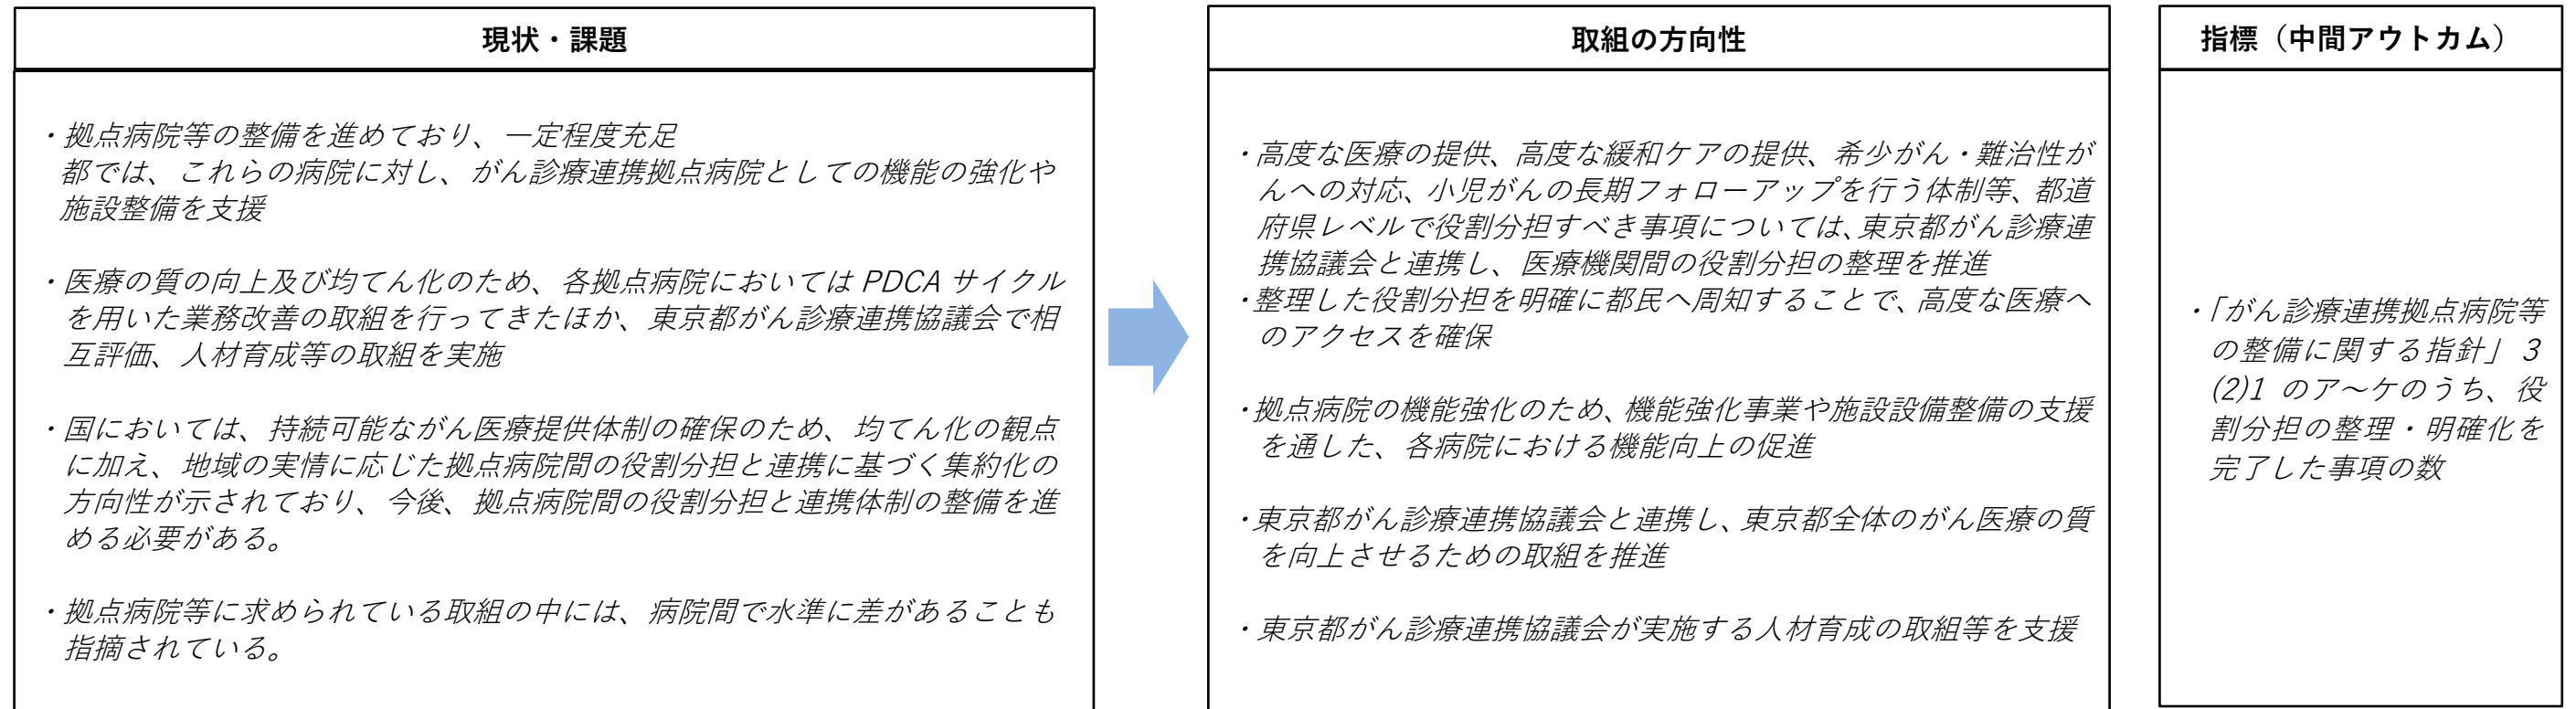 現状・課題
・拠点病院等の整備を進めており、一定程度充足
都では、これらの病院に対し、がん診療連携拠点病院としての機能の強化や
施設整備を支援
・医療の質の向上及び均てん化のため、各拠点病院においては PDCA サイクル
を用いた業務改善の取組を行ってきたほか、東京都がん診療連携協議会で相
互評価、人材育成等の取組を実施
・国においては、持続可能ながん医療提供体制の確保のため、均てん化の観点
に加え、地域の実情に応じた拠点病院間の役割分担と連携に基づく集約化の
方向性が示されており、今後、拠点病院間の役割分担と連携体制の整備を進
める必要がある。
・拠点病院等に求められている取組の中には、病院間で水準に差があることも
指摘されている。
取組の方向性
・高度な医療の提供、高度な緩和ケアの提供、希少がん・難治性が
んへの対応、小児がんの長期フォローアップを行う体制等、都道
府県レベルで役割分担すべき事項については、東京都がん診療連
携協議会と連携し、医療機関間の役割分担の整理を推進
・整理した役割分担を明確に都民へ周知することで、高度な医療へ
のアクセスを確保
・拠点病院の機能強化のため、機能強化事業や施設設備整備の支援
を通した、各病院における機能向上の促進
・東京都がん診療連携協議会と連携し、東京都全体のがん医療の質
を向上させるための取組を推進
・東京都がん診療連携協議会が実施する人材育成の取組等を支援
指標（中間アウトカム）
・「がん診療連携拠点病院等
の整備に関する指針」 3
(2)1 のア～ケのうち、役
割分担の整理・明確化を
完了した事項の数